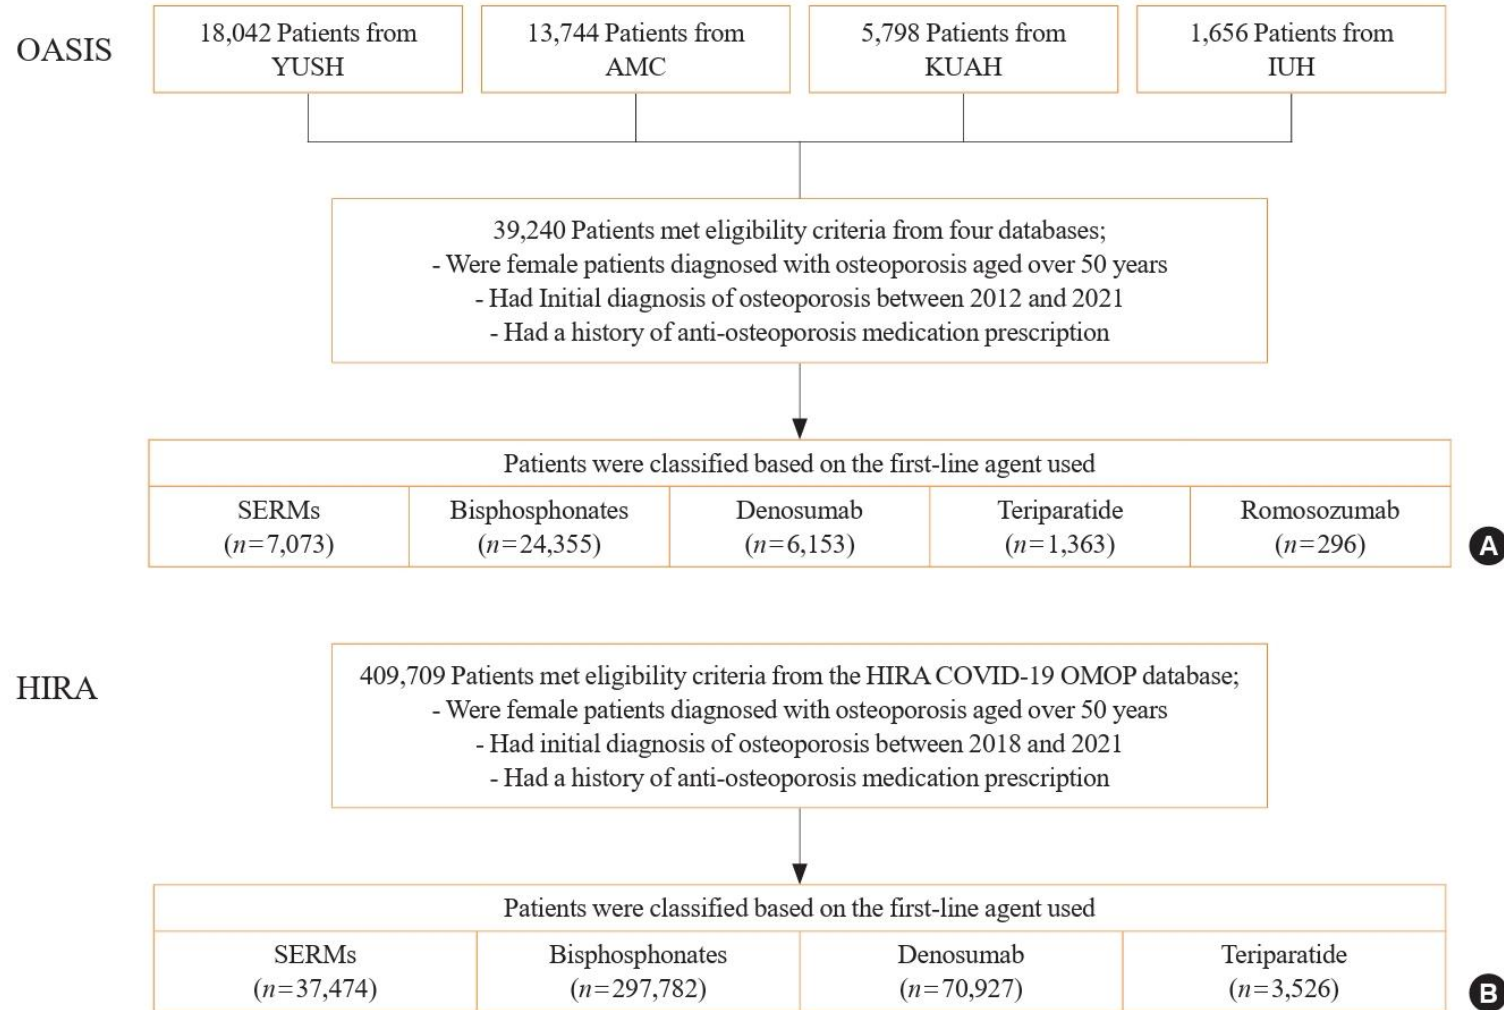 OASIS
18,042 Patients from
YUSH
13,744 Patients from
AMC
5,798 Patients from
KUAH
1,656 Patients from
IUH
39,240 Patients met eligibility criteria from four databases;
- Were female patients diagnosed with osteoporosis aged over 50 years
- Had Initial diagnosis of osteoporosis between 2012 and 2021
- Had a history of anti-osteoporosis medication prescription
Patients were classified based on the first-line agent used
SERMs
(n=7,073)
Bisphosphonates
(n=24,355)
Denosumab
(n=6,153)
Teriparatide
(n=1,363)
Romosozumab
(n=296)
A
HIRA
409,709 Patients met eligibility criteria from the HIRA COVID-19 OMOP database;
- Were female patients diagnosed with osteoporosis aged over 50 years
- Had initial diagnosis of osteoporosis between 2018 and 2021
- Had a history of anti-osteoporosis medication prescription
Patients were classified based on the first-line agent used
SERMs
(n=37,474)
Bisphosphonates
(n=297,782)
Denosumab
(n=70,927)
Teriparatide
(n=3,526)
B